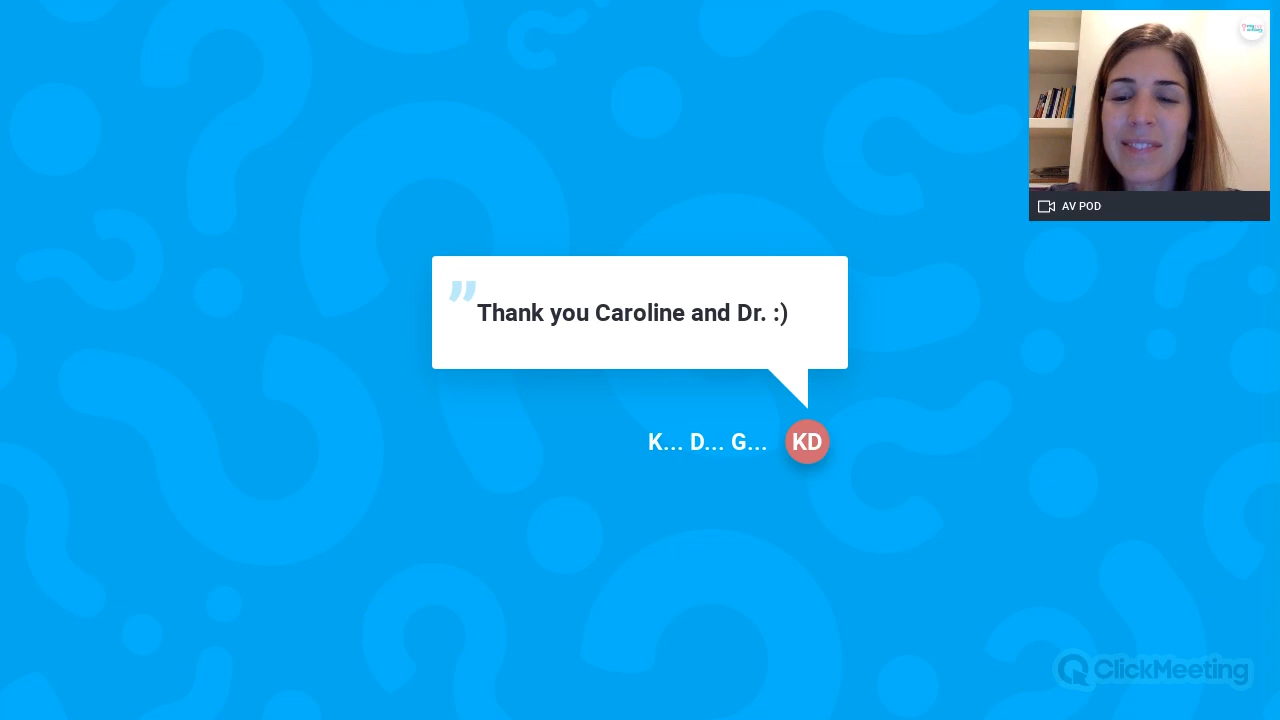 AV POD
” Thank you Caroline and Dr. :)
K... D... G... KD
ClickMeeting